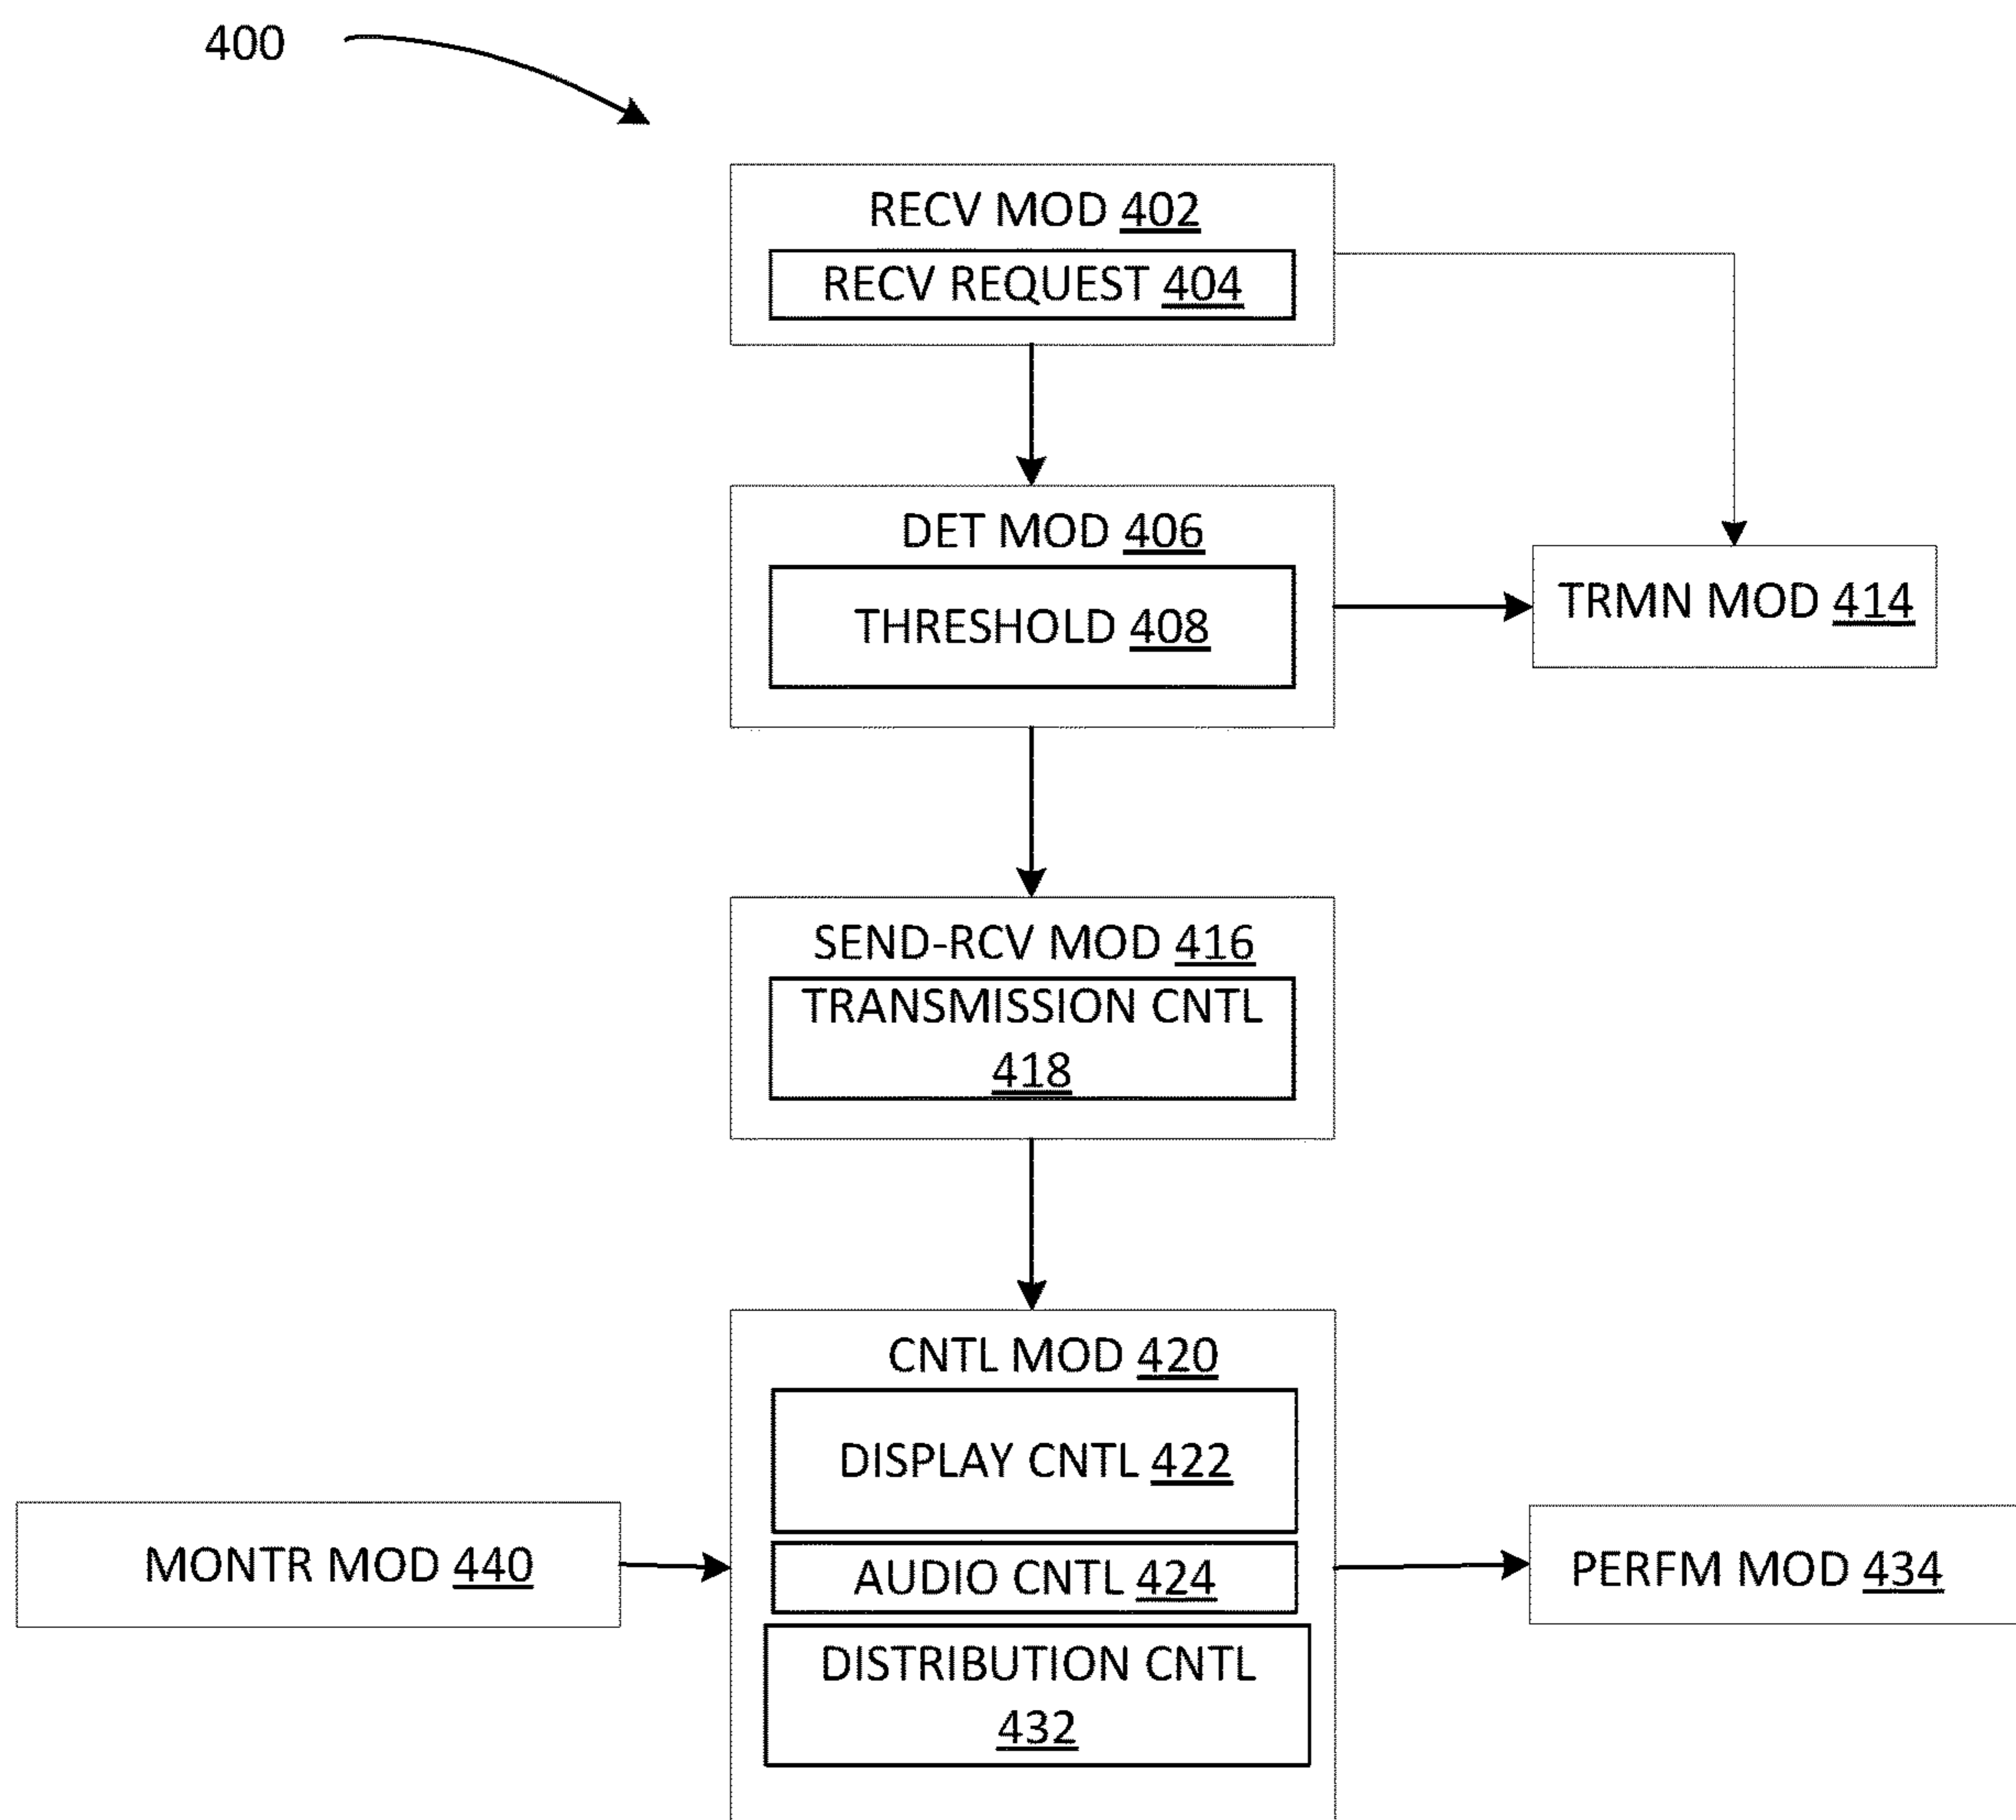 400
RECV MOD 402
RECV REQUEST 404
DET MOD 406
THRESHOLD 408
TRMN MOD 414
SEND-RCV MOD 416
TRANSMISSION CNTL
418
CNTL MOD 420
DISPLAY CNTL 422
MONTR MOD 440
AUDIO CNTL 424
PERFM MOD 434
DISTRIBUTION CNTL
432